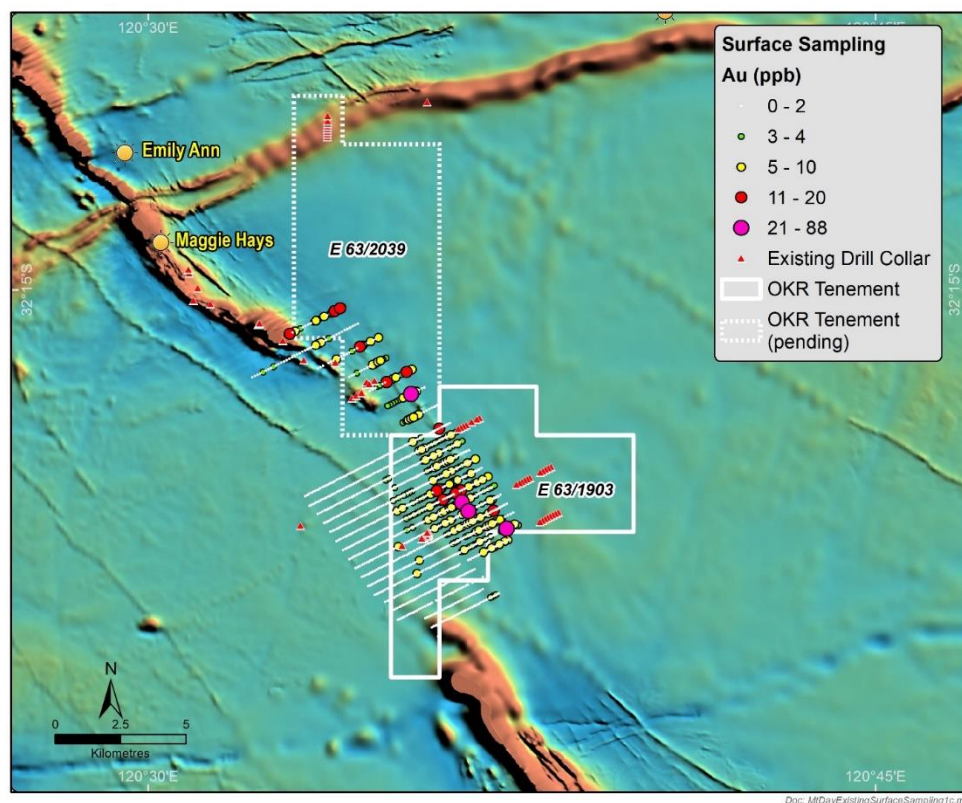 120°30'E
120°45'E
Surface Sampling
Au (ppb)
0 - 2
3 - 4
5 - 10
11 - 20
21 - 88
Existing Drill Collar
OKR Tenement
OKR Tenement
(pending)
Emily Ann
Maggie Hays
E 63/2039
32°15'S
32°15'S
E 63/1903
N
0 2.5 5
Kilometres
120°30'E
120°45'E